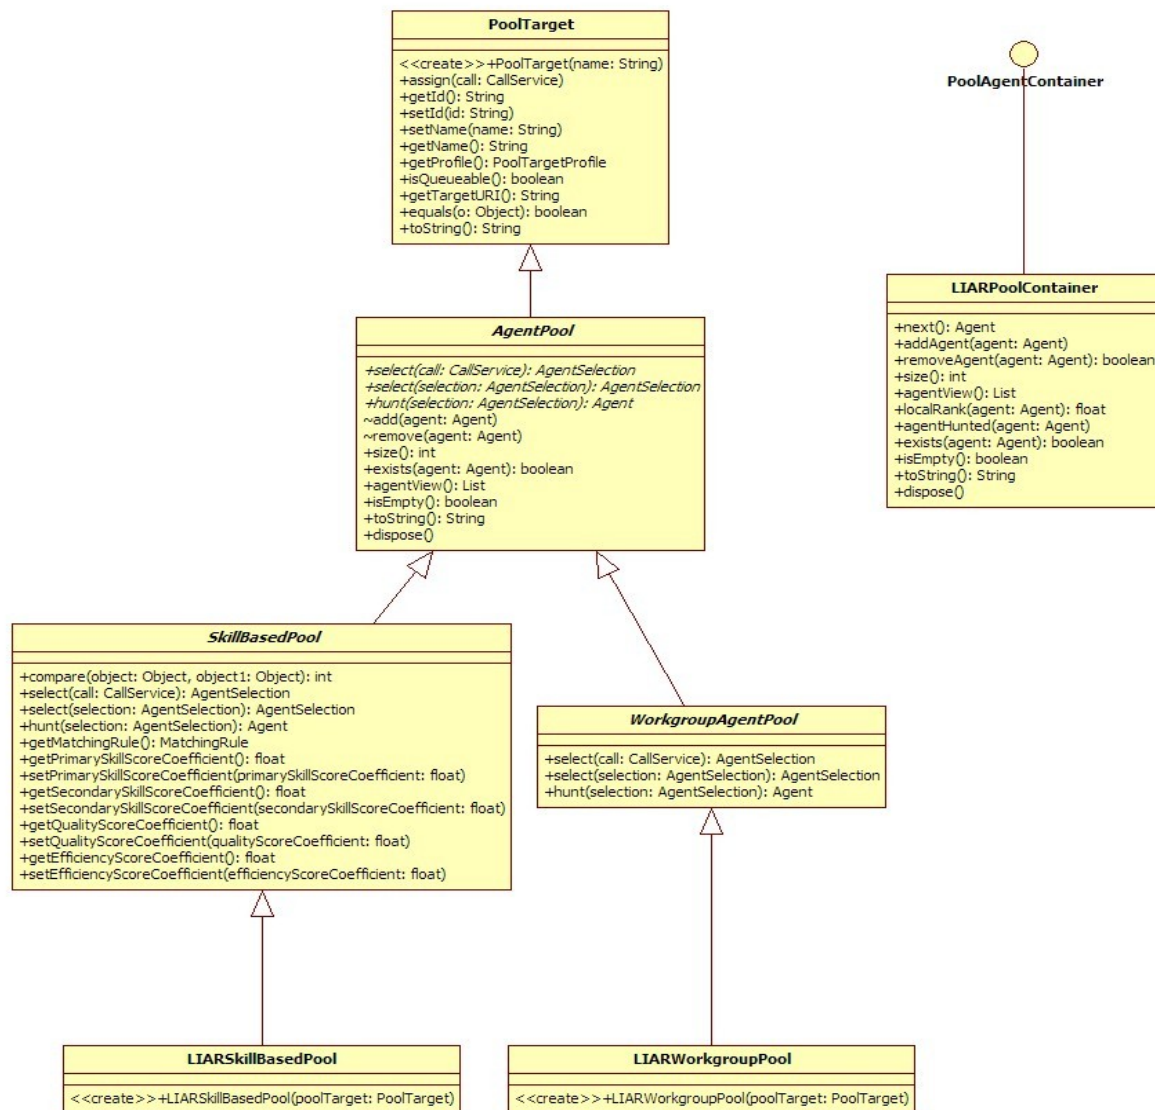 PoolTarget
<<create>>+PoolTarget(name: String)
+assign(call: CallService)
+getId(): String
+setId(id: String)
+setName(name: String)
+getName(): String
+getProfile(): PoolTargetProfile
+isQueueable(): boolean
+getTargetURI(): String
+equals(o: Object): boolean
+toString(): String
PoolAgentContainer
LIARPoolContainer
+next(): Agent
+addAgent(agent: Agent)
+removeAgent(agent: Agent): boolean
+size(): int
+agentView(): List
+localRank(agent: Agent): float
+agentHunted(agent: Agent)
+exists(agent: Agent): boolean
+isEmpty(): boolean
+toString(): String
+dispose()
AgentPool
+select(call: CallService): AgentSelection
+select(selection: AgentSelection): AgentSelection
+hunt(selection: AgentSelection): Agent
~add(agent: Agent)
~remove(agent: Agent)
+size(): int
+exists(agent: Agent): boolean
+agentView(): List
+isEmpty(): boolean
+toString(): String
+dispose()
SkillBasedPool
+compare(object: Object, object1: Object): int
+select(call: CallService): AgentSelection
+select(selection: AgentSelection): AgentSelection
+hunt(selection: AgentSelection): Agent
+getMatchingRule(): MatchingRule
+getPrimarySkillScoreCoefficient(): float
+setPrimarySkillScoreCoefficient(primarySkillScoreCoefficient: float)
+getSecondarySkillScoreCoefficient(): float
+setSecondarySkillScoreCoefficient(secondarySkillScoreCoefficient: float)
+getQualityScoreCoefficient(): float
+setQualityScoreCoefficient(qualityScoreCoefficient: float)
+getEfficiencyScoreCoefficient(): float
+setEfficiencyScoreCoefficient(efficiencyScoreCoefficient: float)
WorkgroupAgentPool
+select(call: CallService): AgentSelection
+select(selection: AgentSelection): AgentSelection
+hunt(selection: AgentSelection): Agent
LIARSkillBasedPool
<<create>>+LIARSkillBasedPool(poolTarget: PoolTarget)
LIARWorkgroupPool
<<create>>+LIARWorkgroupPool(poolTarget: PoolTarget)